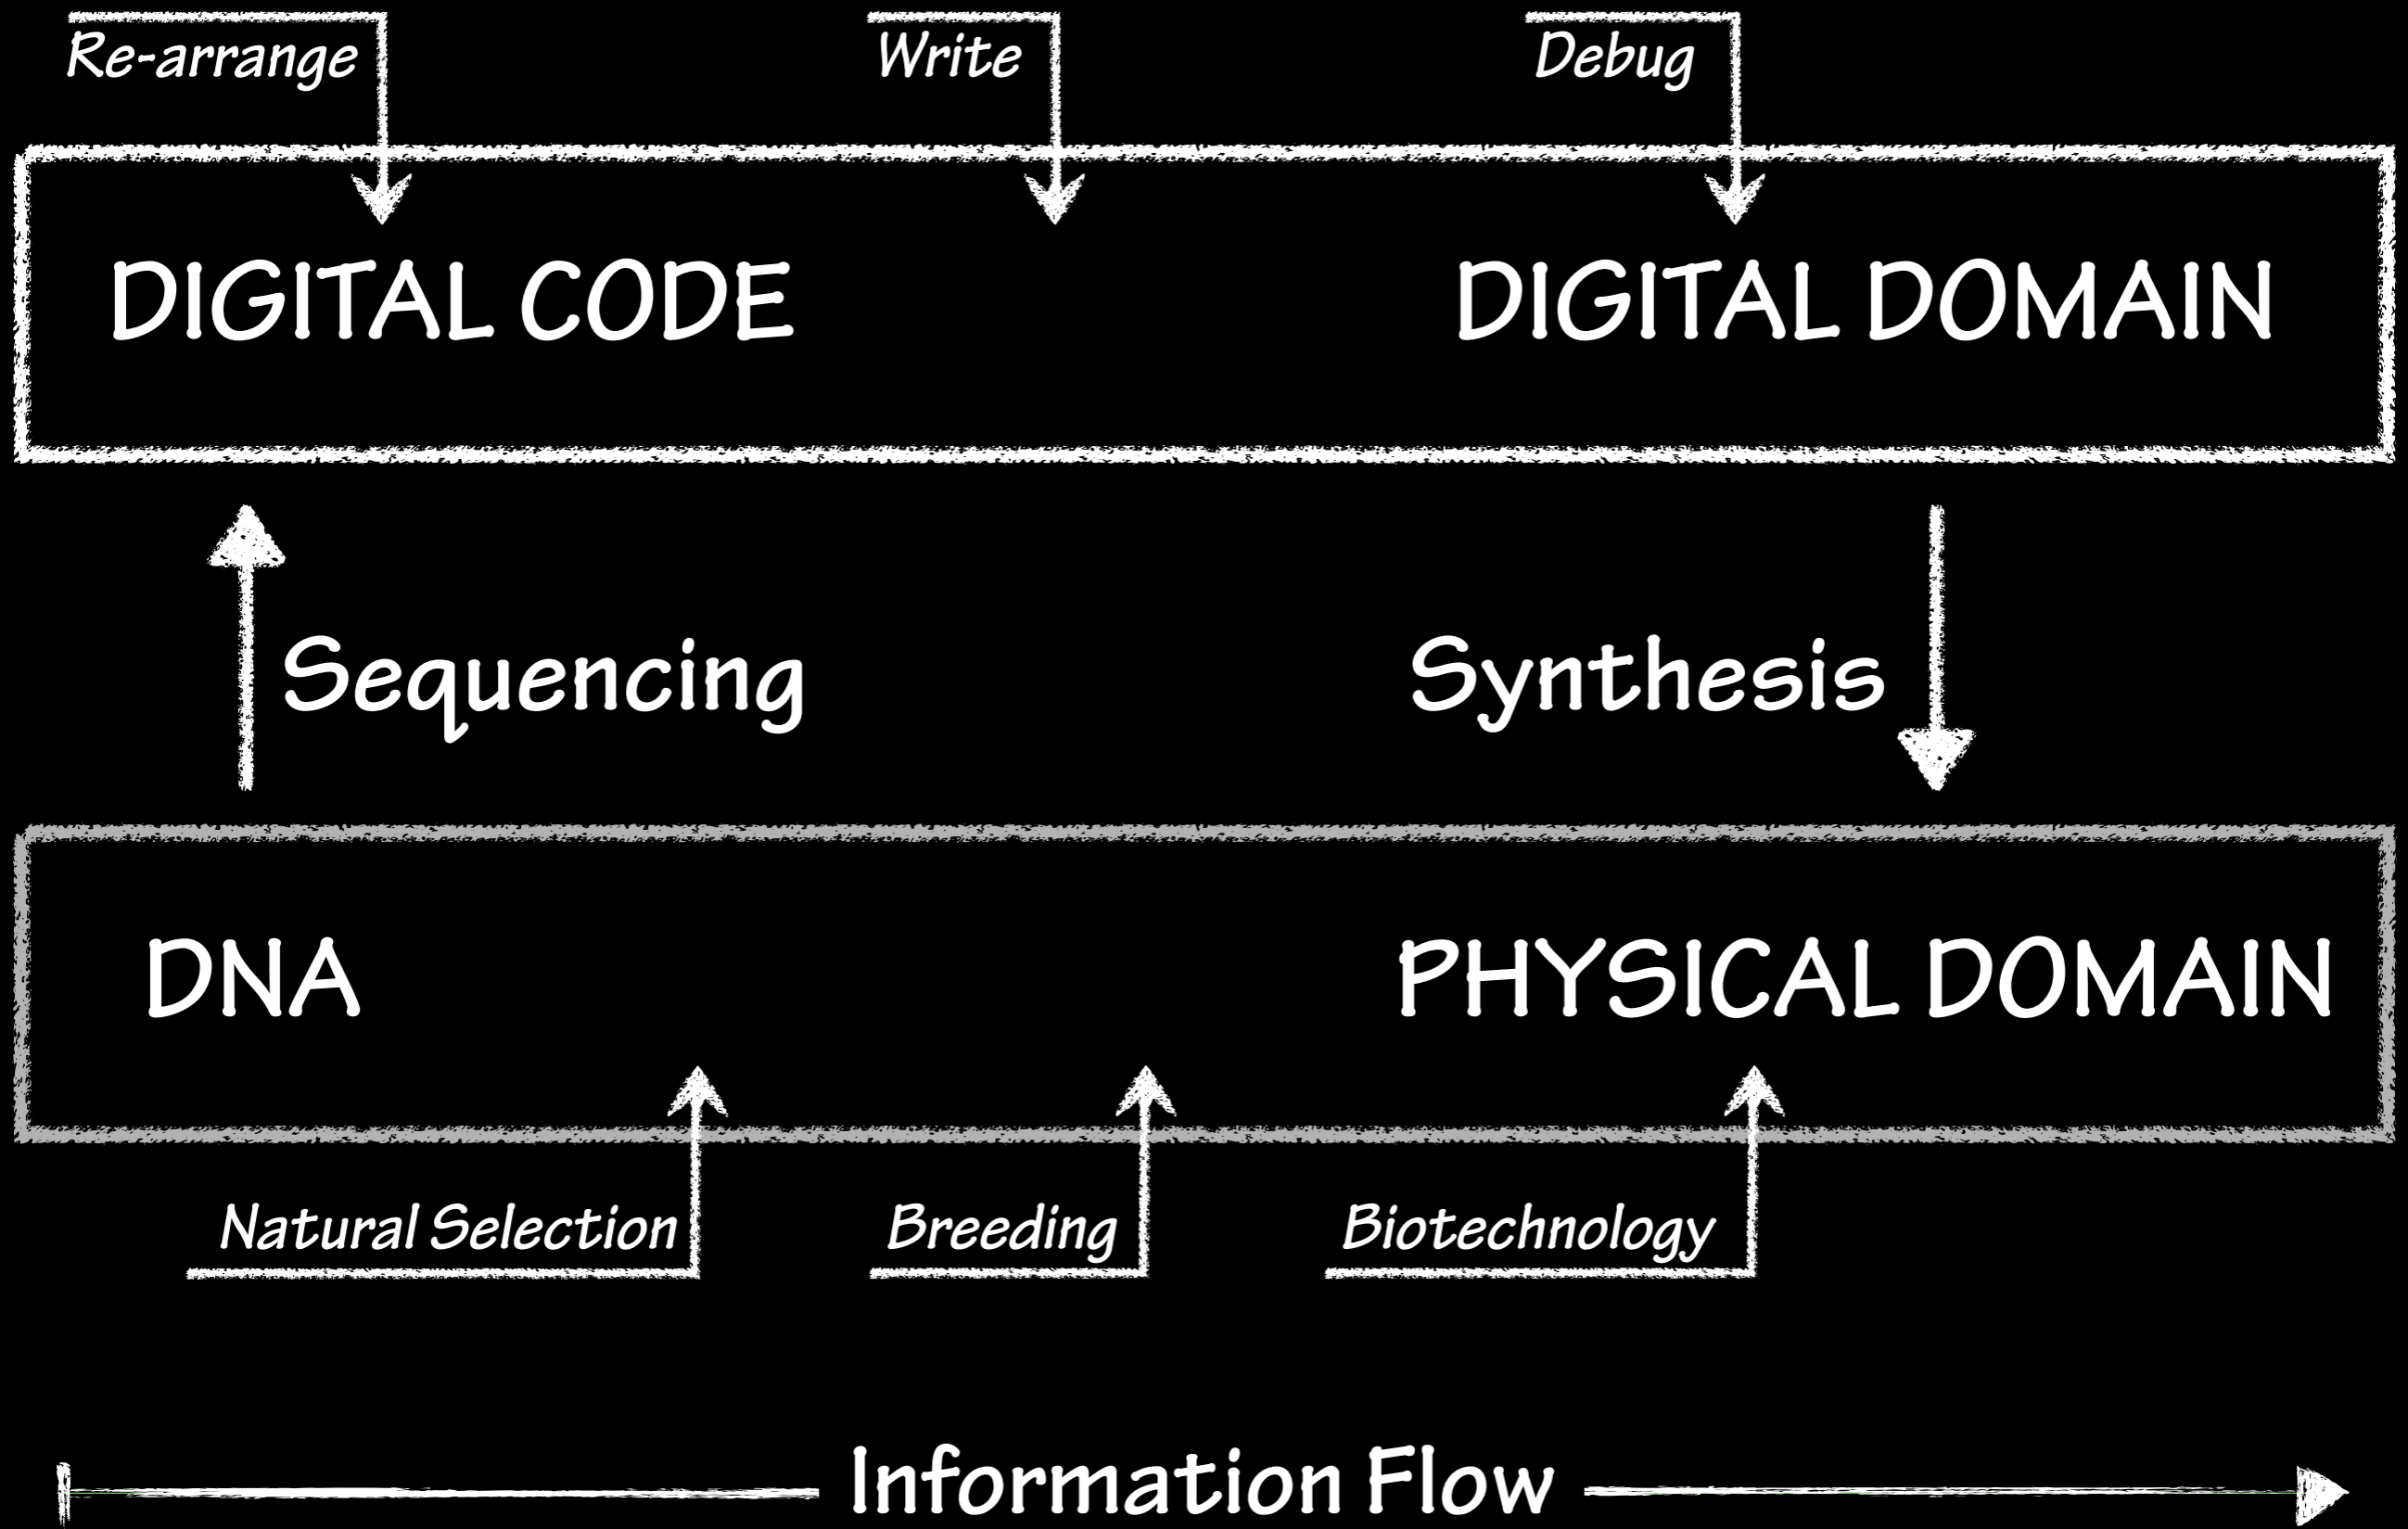 Re-arrange
Write
Debug
DIGITAL CODE
DIGITAL DOMAIN
Sequencing
Synthesis
DNA
PHYSICAL DOMAIN
Natural Selection
Breeding
Biotechnology
Information Flow